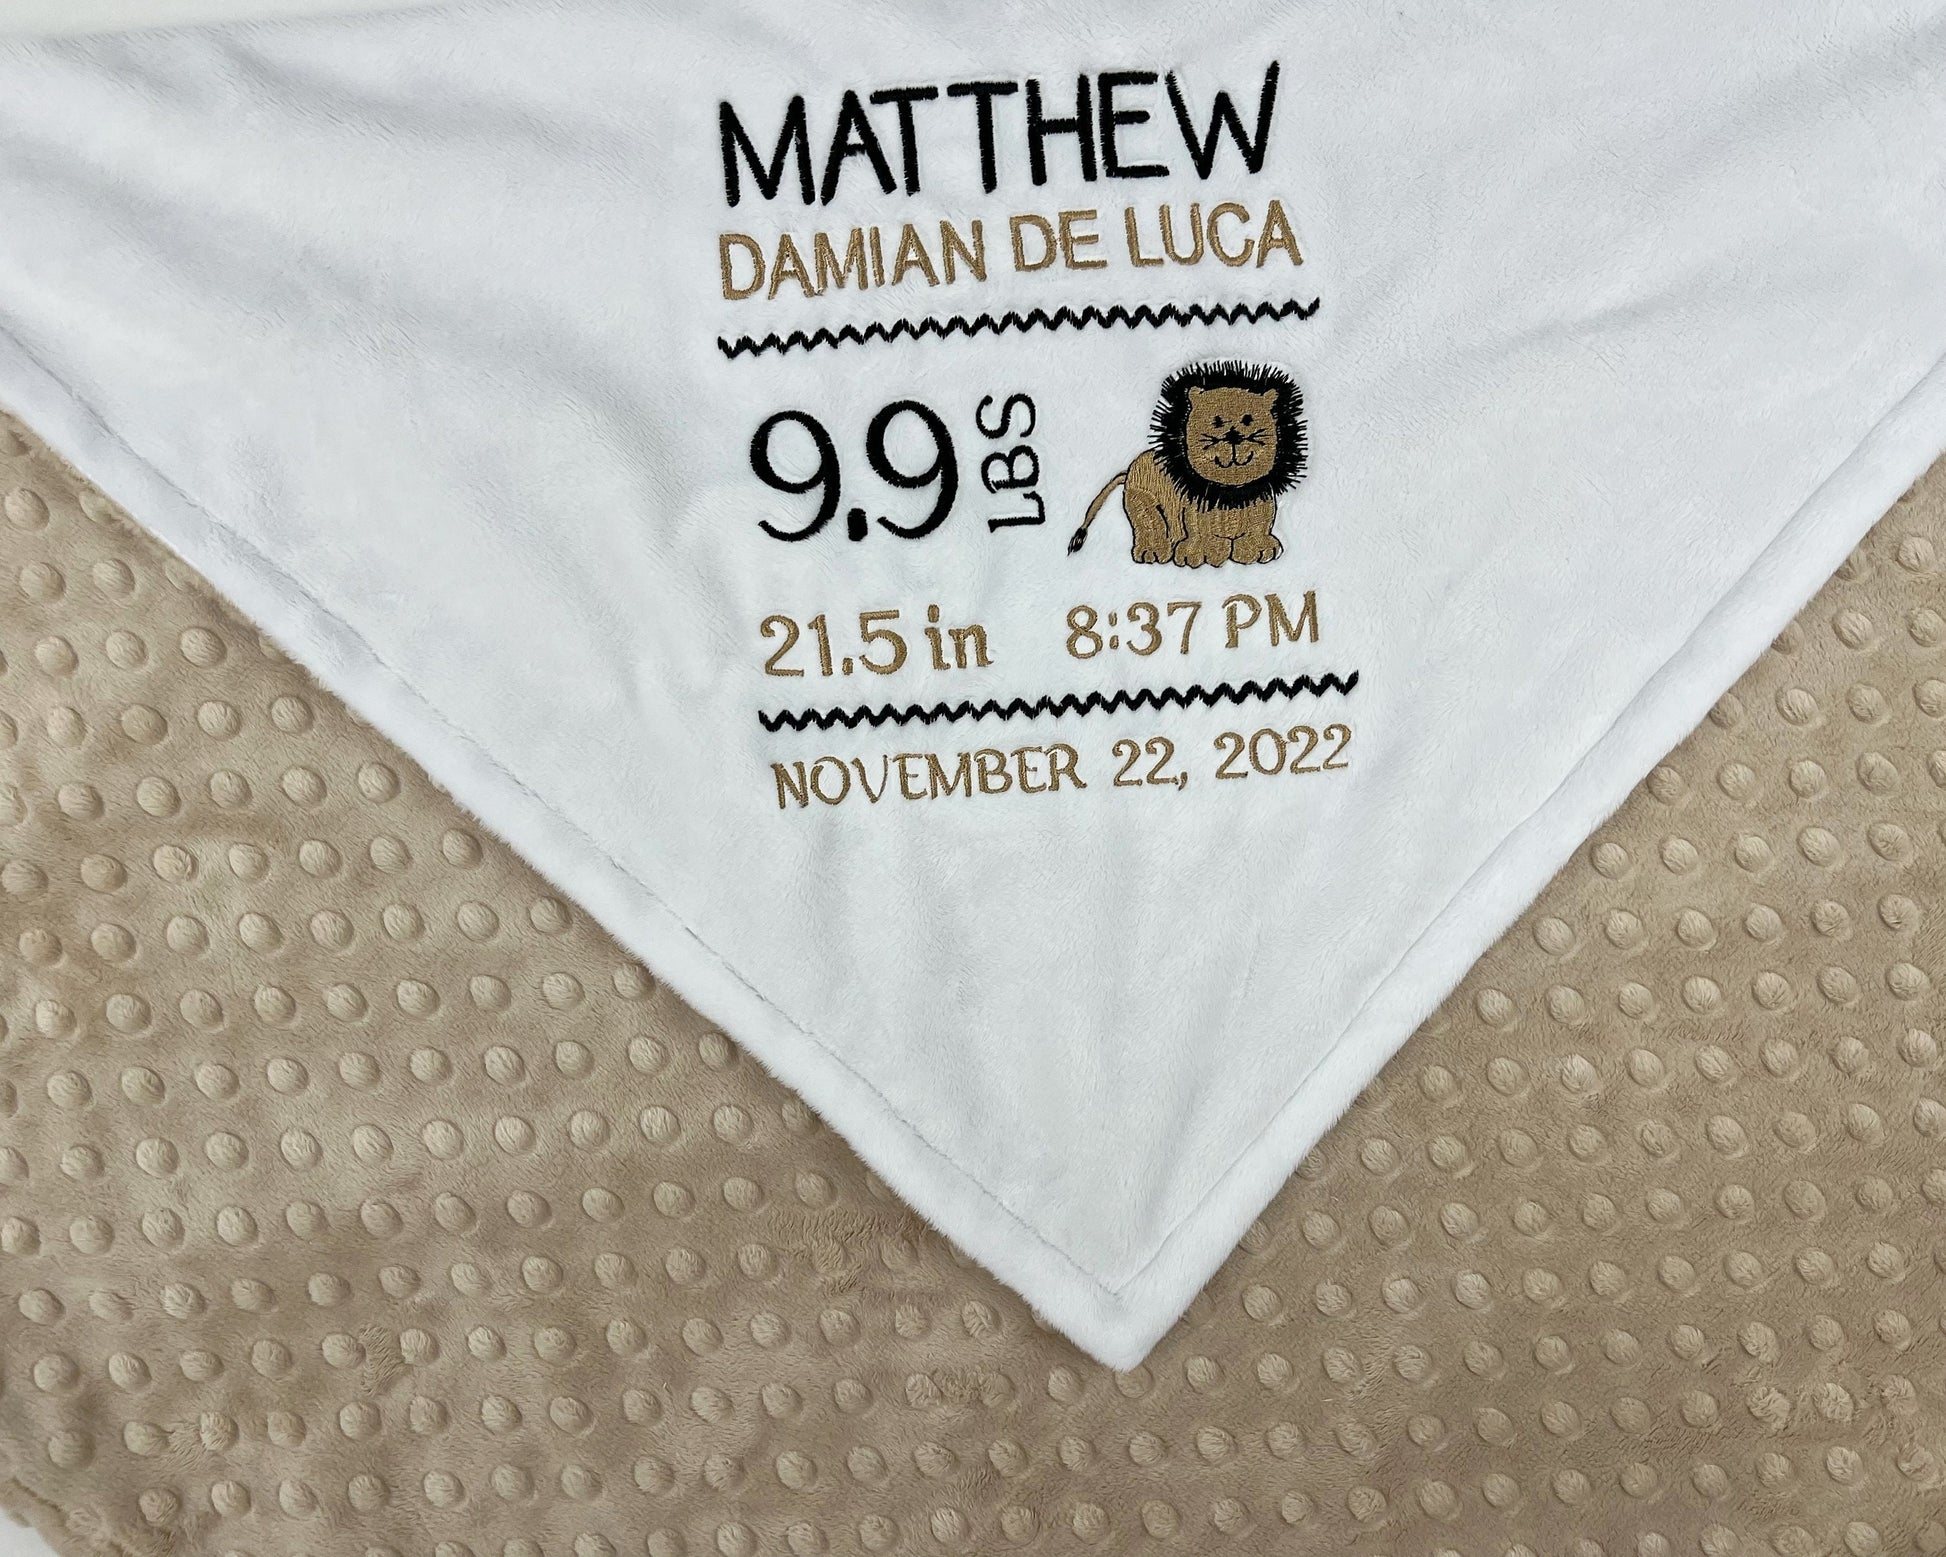 MATTHEW
DAMIAN DE LUCA
9.9 LBS
21.5 in 8:37 PM
NOVEMBER 22, 2022